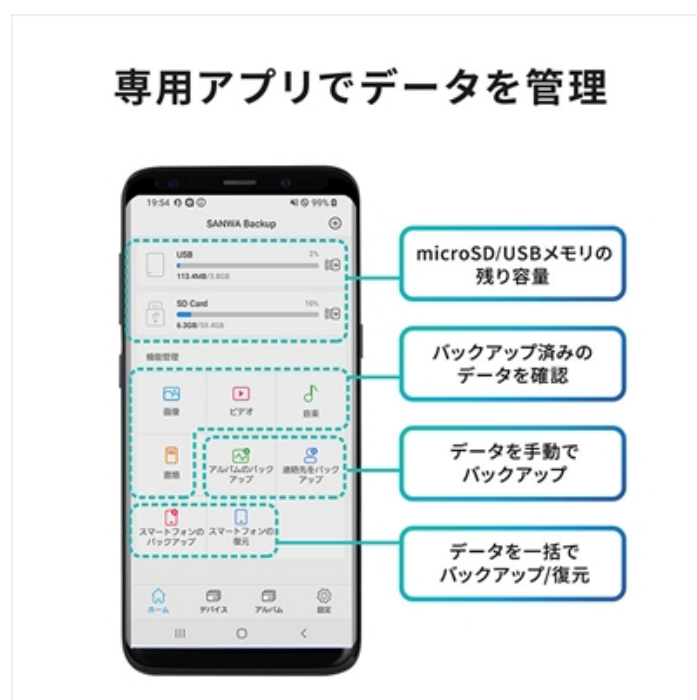 専用アプリでデータを管理
19:54
99%
SANWA Backup
USB
2%
113.4MB/3.8GB
SD Card
10%
6.3GB/59.4GB
機能管理
画像
ビデオ
音楽
書類
アルバムのバック
アップ
連絡先をバック
アップ
スマートフォンの
バックアップ
スマートフォンの
復元
ホーム
デバイス
アルバム
設定
microSD/USBメモリの
残り容量
バックアップ済みの
データを確認
データを手動で
バックアップ
データを一括で
バックアップ/復元